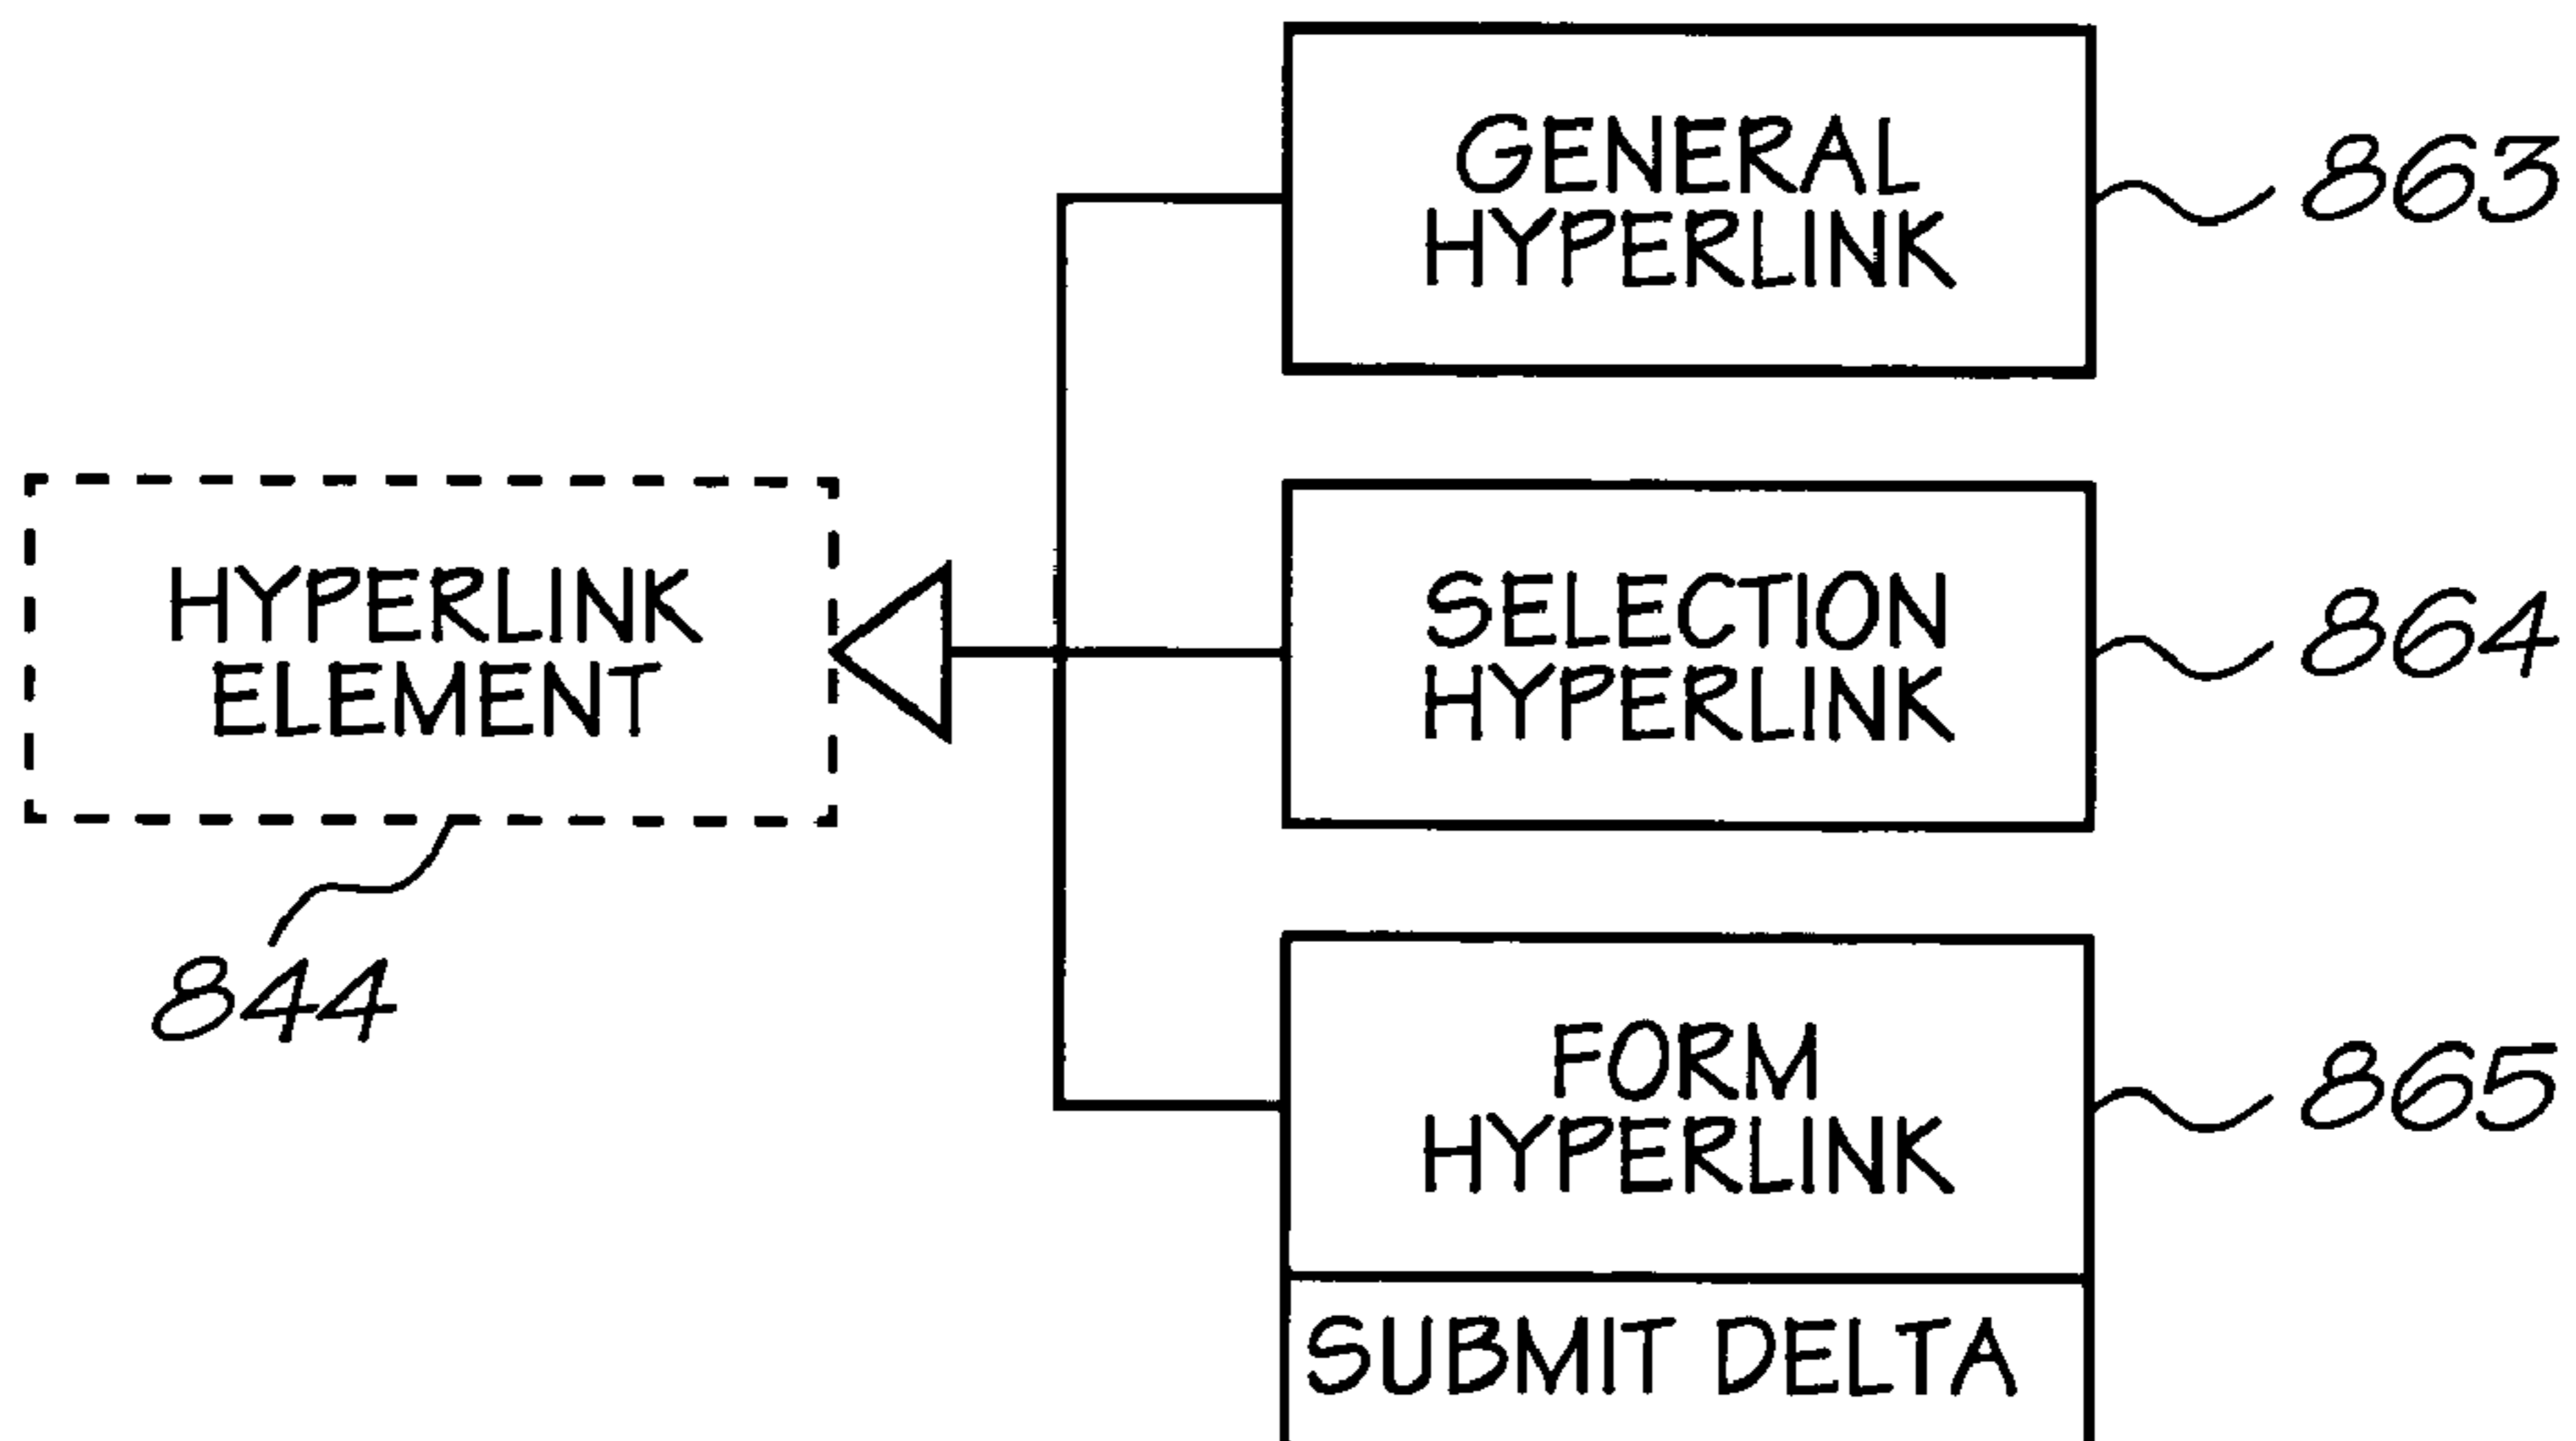 GENERAL
HYPERLINK
863
HYPERLINK
ELEMENT
844
SELECTION
HYPERLINK
864
FORM
HYPERLINK
865
SUBMIT DELTA